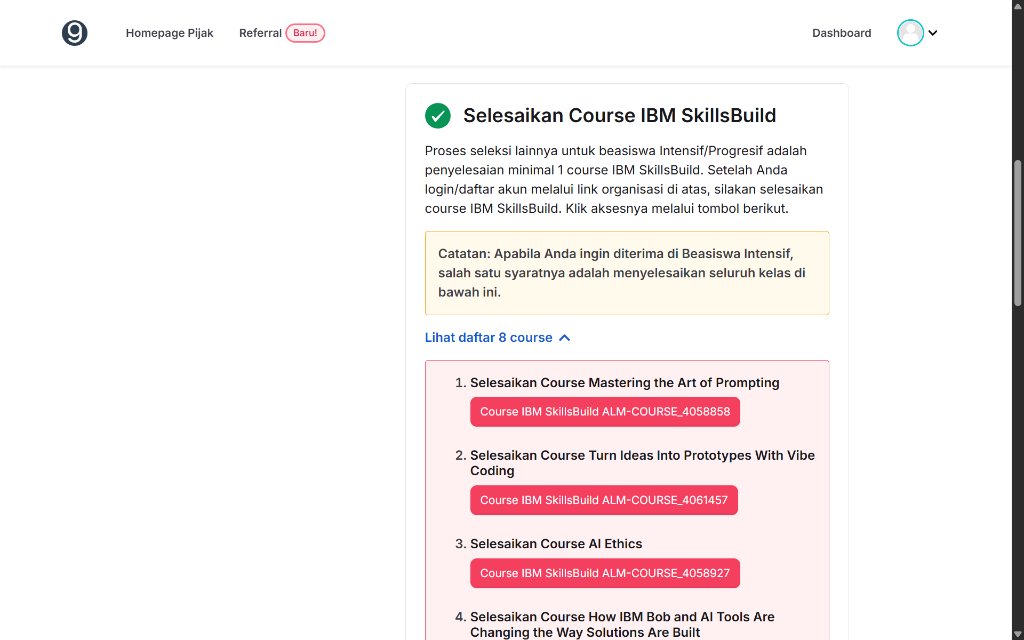 Homepage Pijak
Referral
Baru!
Dashboard
Selesaikan Course IBM SkillsBuild
Proses seleksi lainnya untuk beasiswa Intensif/Progresif adalah
penyelesaian minimal 1 course IBM SkillsBuild. Setelah Anda
login/daftar akun melalui link organisasi di atas, silakan selesaikan
course IBM SkillsBuild. Klik aksesnya melalui tombol berikut.
Catatan: Apabila Anda ingin diterima di Beasiswa Intensif,
salah satu syaratnya adalah menyelesaikan seluruh kelas di
bawah ini.
Lihat daftar 8 course
1. Selesaikan Course Mastering the Art of Prompting
Course IBM SkillsBuild ALM-COURSE_4058858
2. Selesaikan Course Turn Ideas Into Prototypes With Vibe
Coding
Course IBM SkillsBuild ALM-COURSE_4061457
3. Selesaikan Course AI Ethics
Course IBM SkillsBuild ALM-COURSE_4058927
4. Selesaikan Course How IBM Bob and AI Tools Are
Changing the Way Solutions Are Built